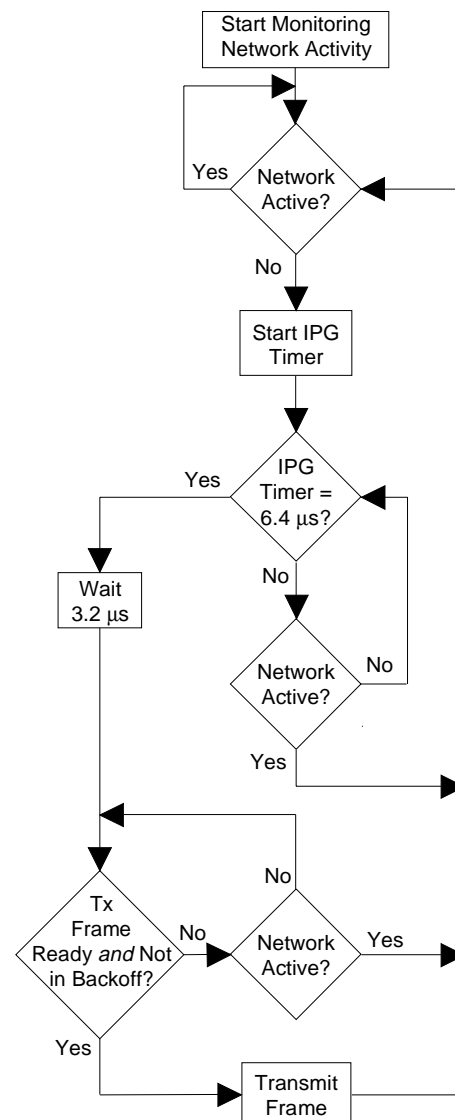 Start Monitoring
Network Activity
Yes
Network
Active?
No
Start IPG
Timer
Yes
IPG
Timer =
6.4 µs?
No
Wait
3.2 µs
Network
Active?
No
Yes
No
Tx
Frame
Ready and Not
in Backoff?
No
Network
Active?
Yes
Yes
Transmit
Frame